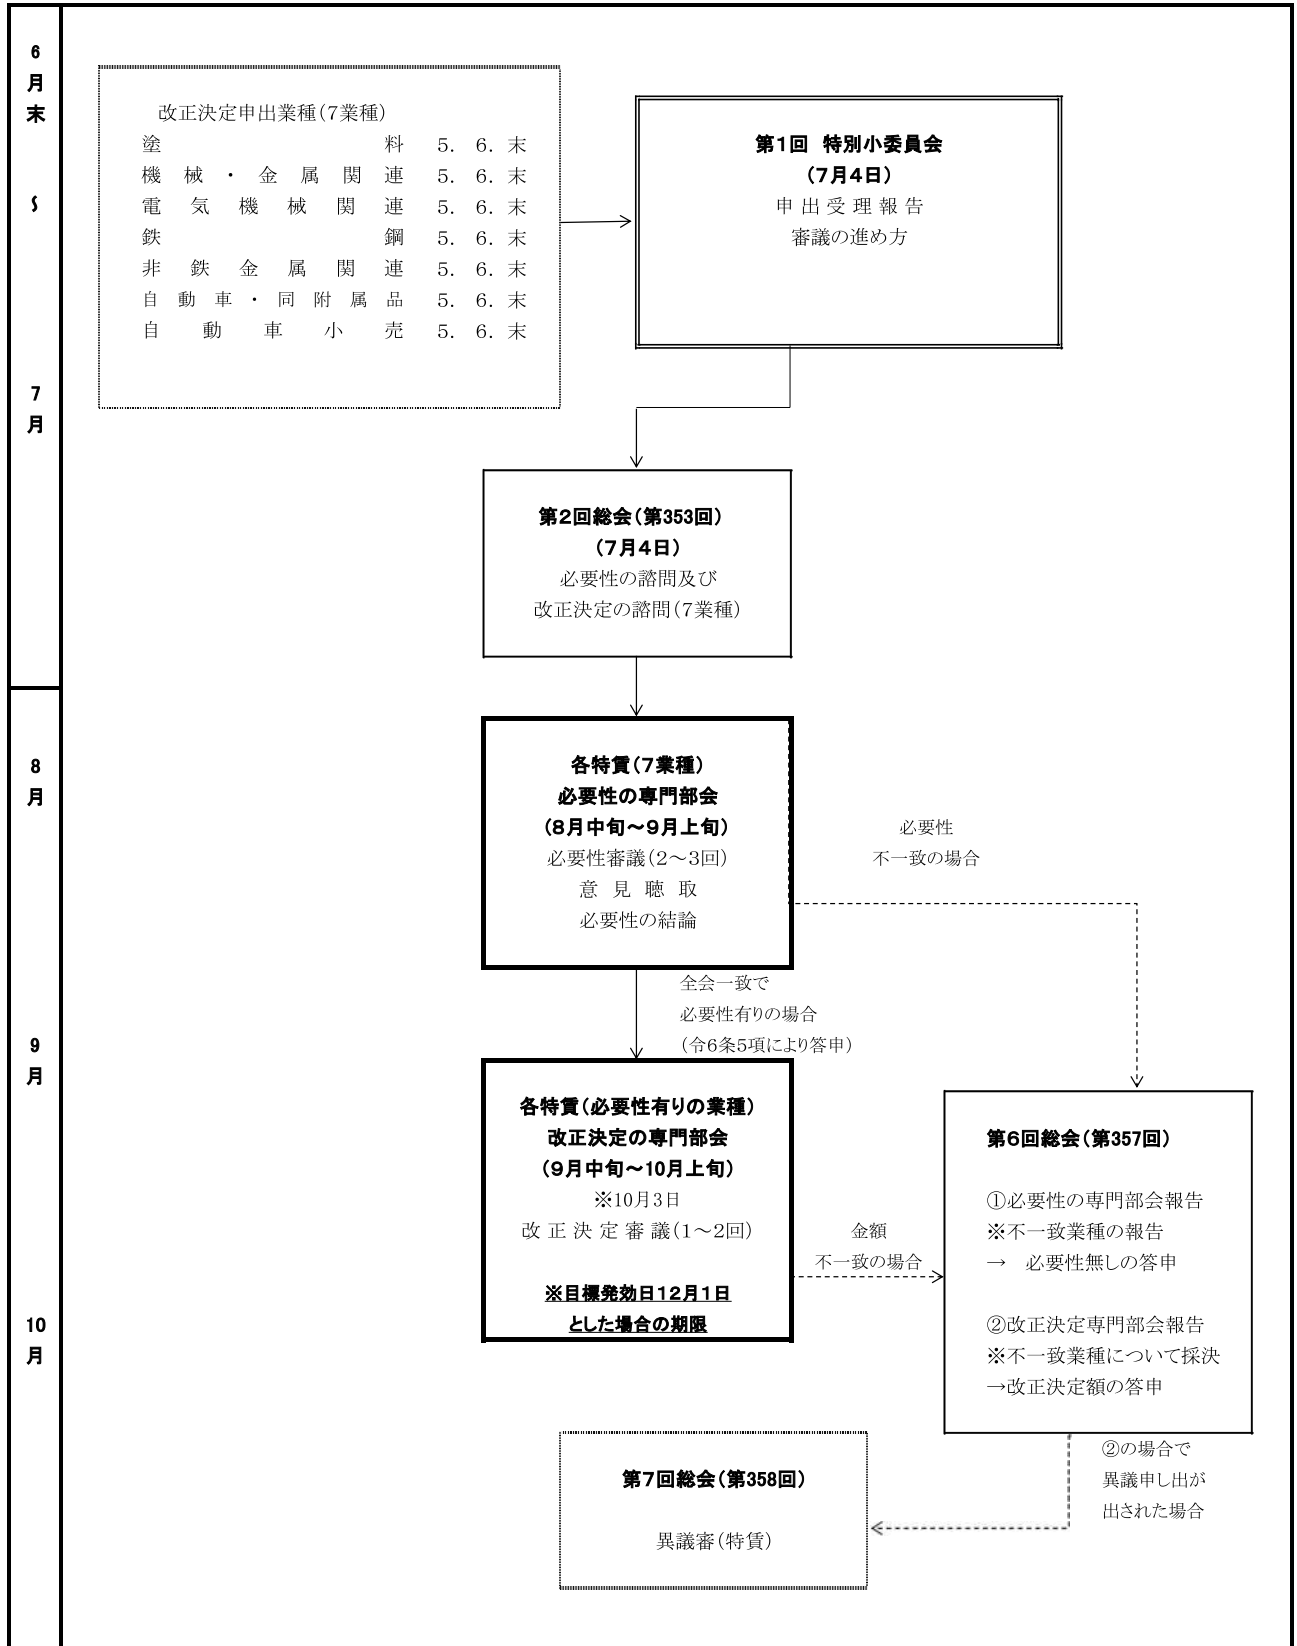 6
月
末
～
7
月
改正決定申出業種(7業種)
塗料 5. 6. 末
機械・金属関連 5. 6. 末
電気機械関連 5. 6. 末
鉄鋼 5. 6. 末
非鉄金属関連 5. 6. 末
自動車・同附属品 5. 6. 末
自動車小売 5. 6. 末
第1回 特別小委員会
(7月4日)
申出受理報告
審議の進め方
第2回総会(第353回)
(7月4日)
必要性の諮問及び
改正決定の諮問(7業種)
8
月
各特賃(7業種)
必要性の専門部会
(8月中旬～9月上旬)
必要性審議(2～3回)
意見聴取
必要性の結論
必要性
不一致の場合
全会一致で
必要性有りの場合
(令6条5項により答申)
9
月
各特賃(必要性有りの業種)
改正決定の専門部会
(9月中旬～10月上旬)
※10月3日
改正決定審議(1～2回)
※目標発効日12月1日
とした場合の期限
金額
不一致の場合
第6回総会(第357回)
①必要性の専門部会報告
※不一致業種の報告
→ 必要性無しの答申
②改正決定専門部会報告
※不一致業種について採決
→改正決定額の答申
10
月
②の場合で
異議申し出が
出された場合
第7回総会(第358回)
異議審(特賃)